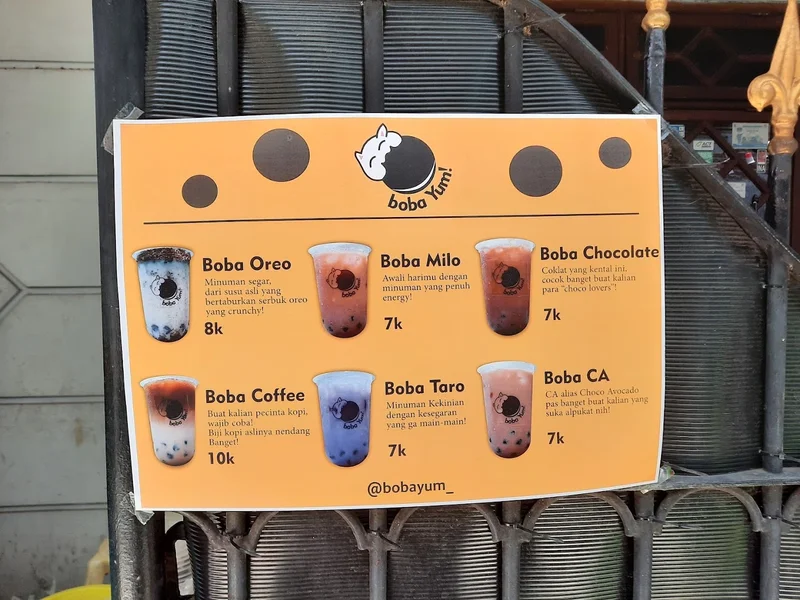 boba Yum!
Boba Oreo
Minuman segar,
dari susu asli yang
bertaburkan serbuk oreo
yang crunchy!
8k
Boba Milo
Awali harimu dengan
minuman yang penuh
energy!
7k
Boba Chocolate
Coklat yang kental ini,
cocok banget buat kalian
para "choco lovers"!
7k
Boba Coffee
Buat kalian pecinta kopi,
wajib coba!
Biji kopi aslinya nendang
Banget!
10k
Boba Taro
Minuman Kekinian
dengan kesegaran
yang ga main-main!
7k
Boba CA
CA alias Choco Avocado
pas banget buat kalian yang
suka alpukat nih!
7k
@bobayum_